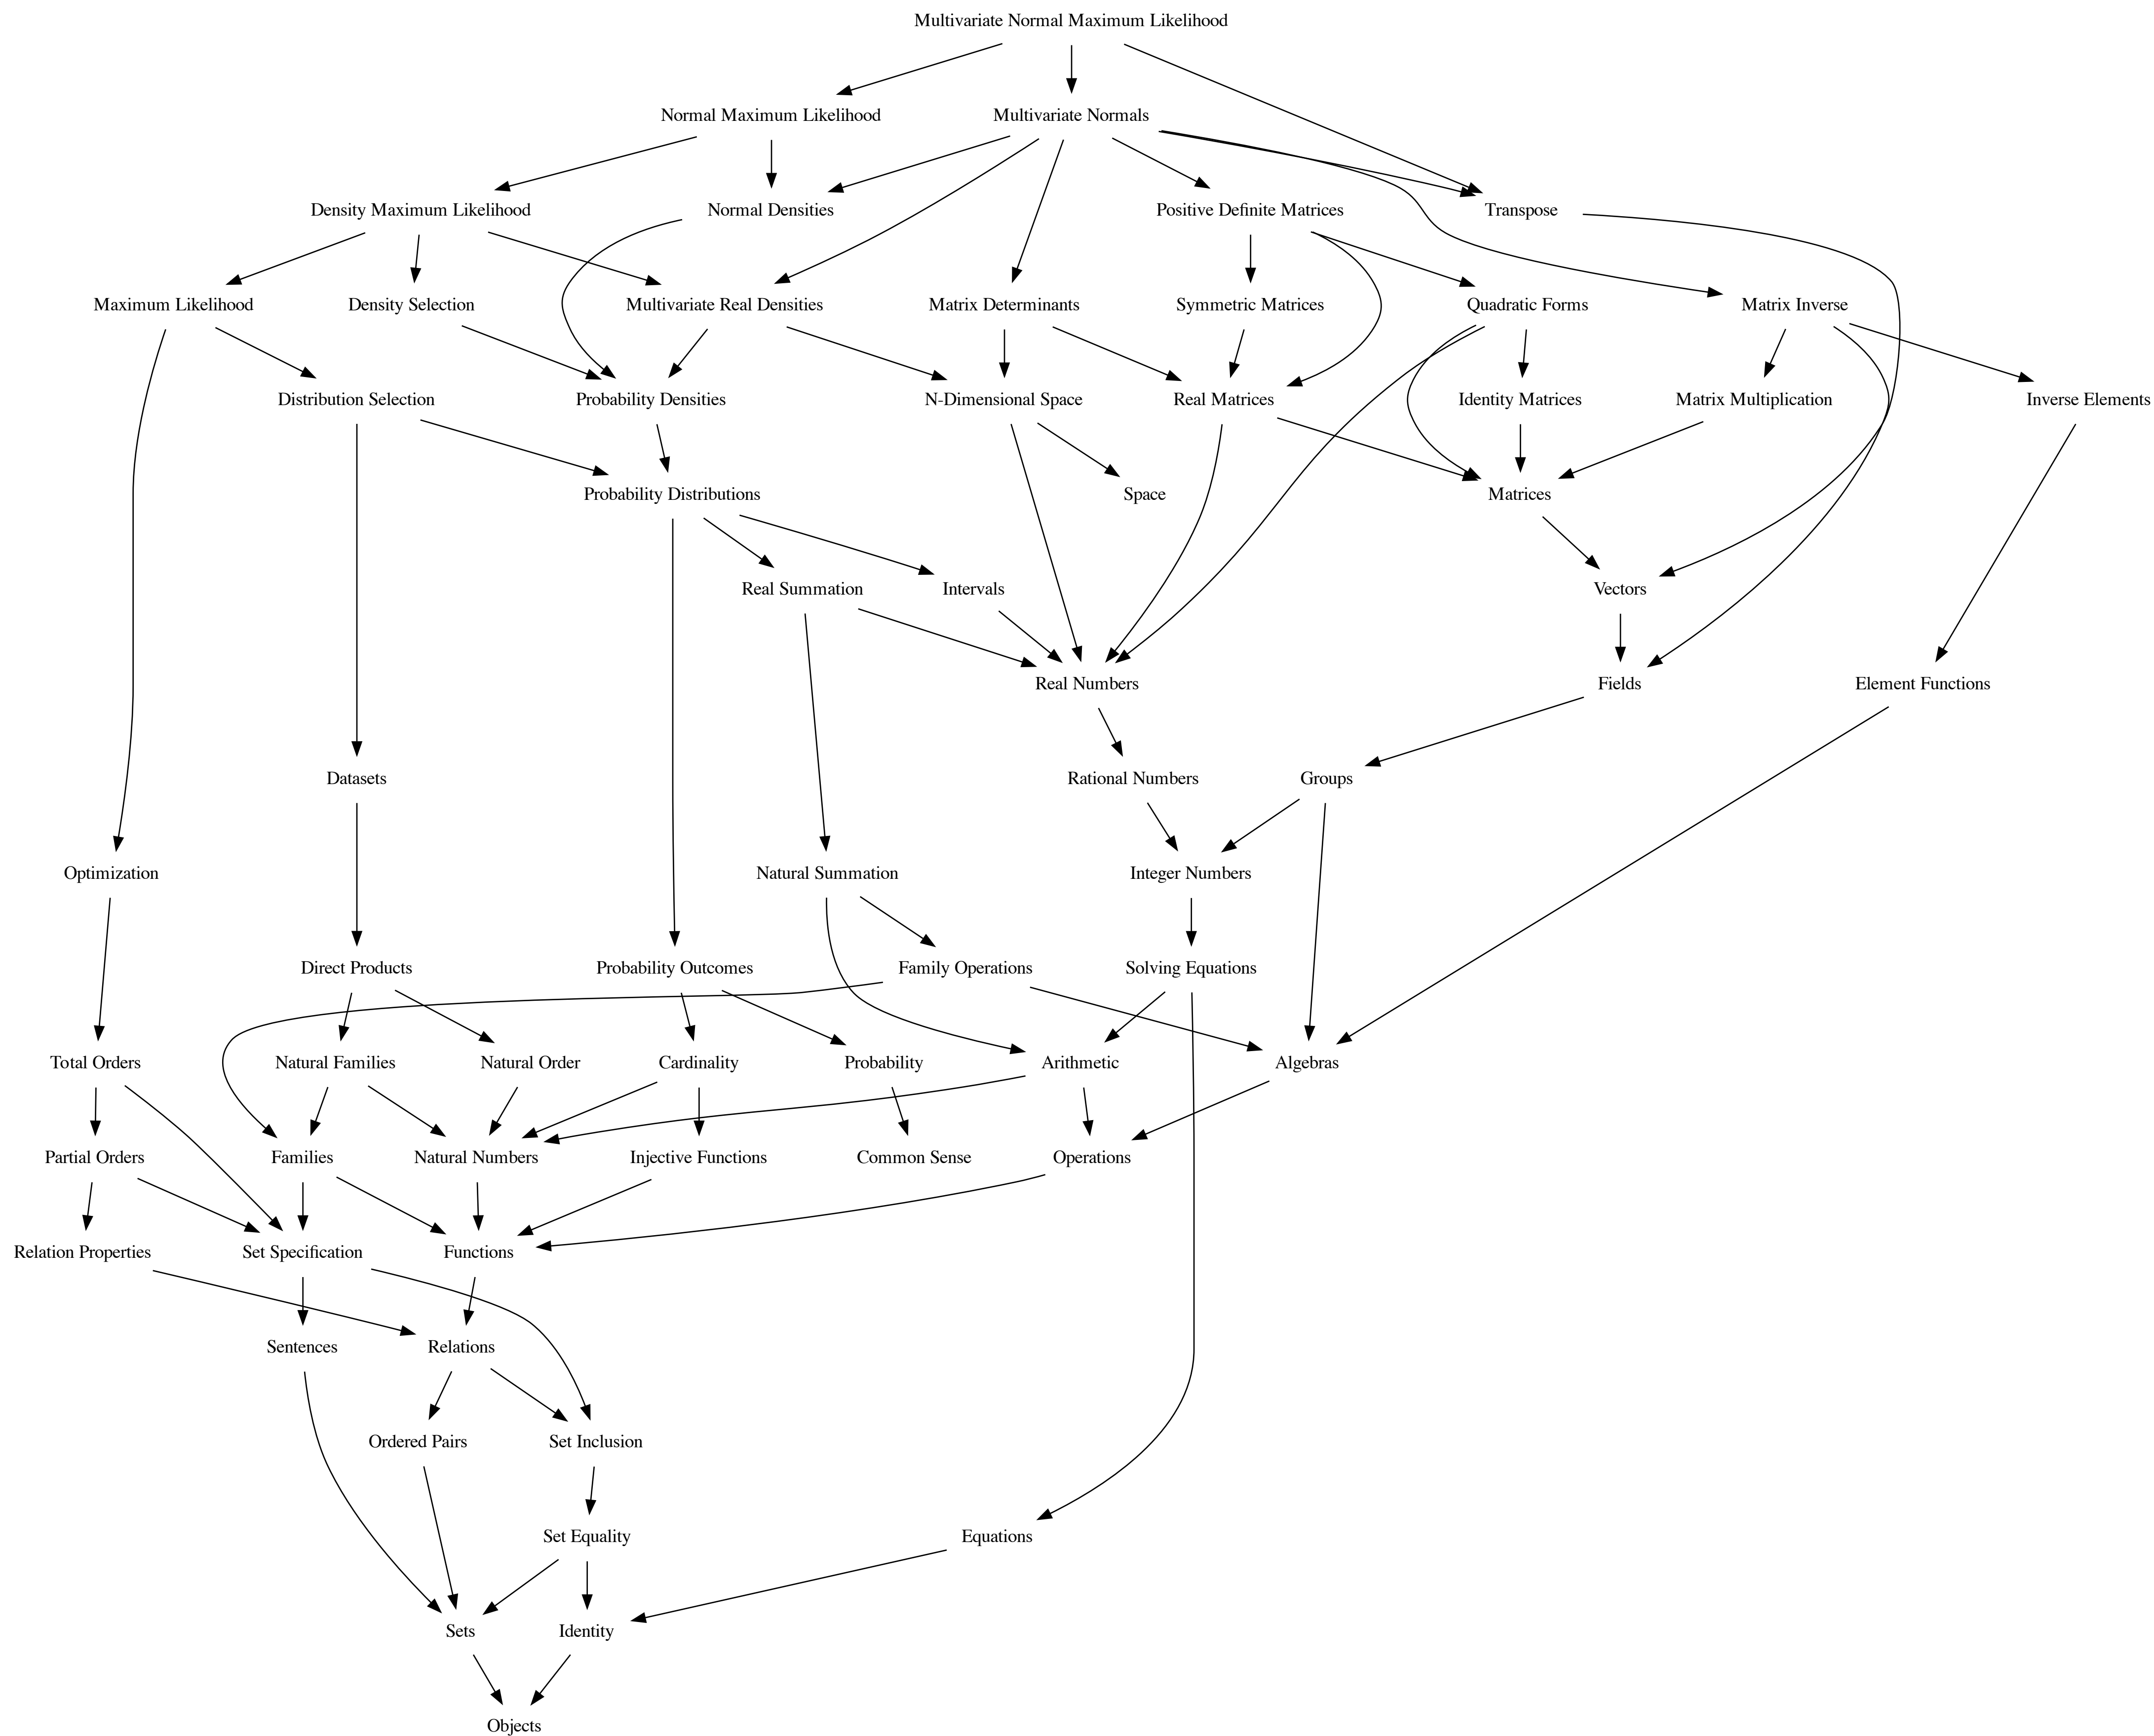 Multivariate Normal Maximum Likelihood
Normal Maximum Likelihood
Multivariate Normals
Density Maximum Likelihood
Normal Densities
Positive Definite Matrices
Transpose
Maximum Likelihood
Density Selection
Multivariate Real Densities
Matrix Determinants
Symmetric Matrices
Quadratic Forms
Matrix Inverse
Distribution Selection
Probability Densities
N-Dimensional Space
Real Matrices
Identity Matrices
Matrix Multiplication
Inverse Elements
Probability Distributions
Space
Matrices
Real Summation
Intervals
Vectors
Real Numbers
Fields
Element Functions
Datasets
Rational Numbers
Groups
Optimization
Natural Summation
Integer Numbers
Direct Products
Probability Outcomes
Family Operations
Solving Equations
Total Orders
Natural Families
Natural Order
Cardinality
Probability
Arithmetic
Algebras
Partial Orders
Families
Natural Numbers
Injective Functions
Common Sense
Operations
Relation Properties
Set Specification
Functions
Sentences
Relations
Ordered Pairs
Set Inclusion
Set Equality
Equations
Sets
Identity
Objects